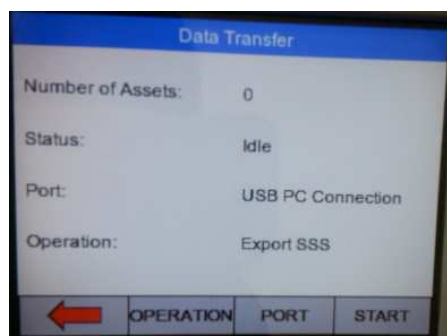 Data Transfer
Number of Assets: 0
Status: Idle
Port: USB PC Connection
Operation: Export SSS
OPERATION PORT START